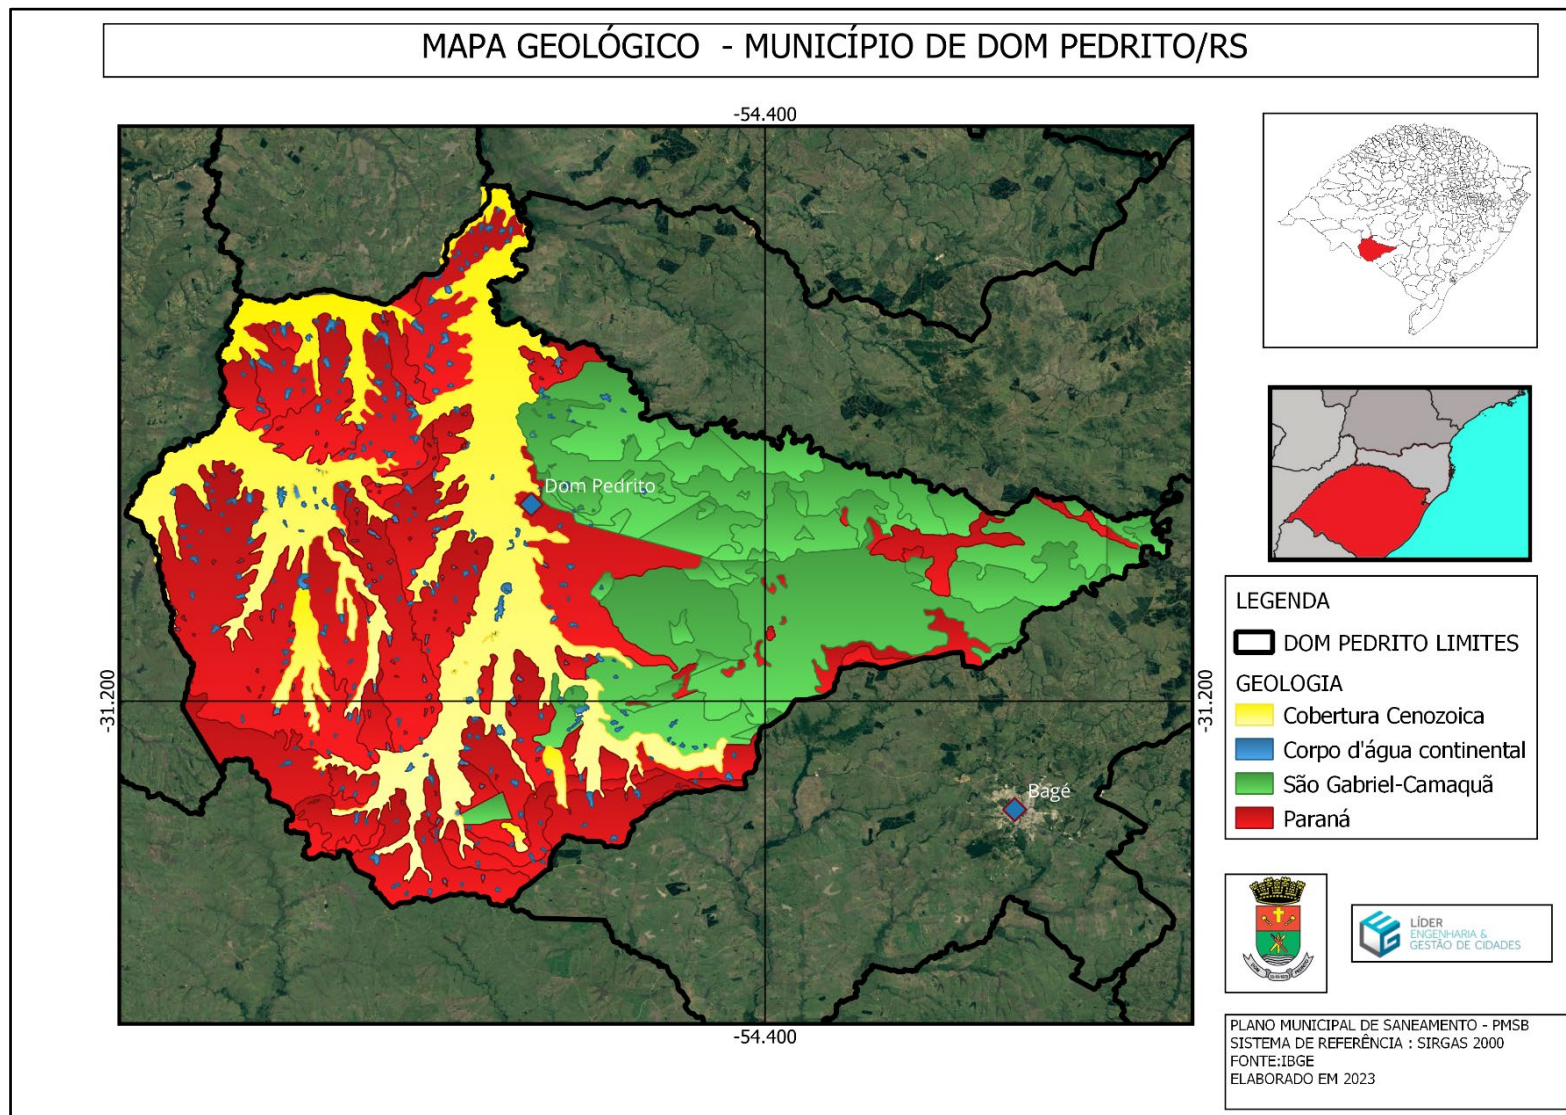 MAPA GEOLÓGICO - MUNICÍPIO DE DOM PEDRITO/RS
-54.400
Dom Pedrito
-31.200
-31.200
Bagé
-54.400
LEGENDA
DOM PEDRITO LIMITES
GEOLOGIA
Cobertura Cenozoica
Corpo d'água continental
São Gabriel-Camaquã
Paraná
DOM
PEDRITO
LÍDER
ENGENHARIA &
GESTÃO DE CIDADES
PLANO MUNICIPAL DE SANEAMENTO - PMSB
SISTEMA DE REFERÊNCIA : SIRGAS 2000
FONTE:IBGE
ELABORADO EM 2023